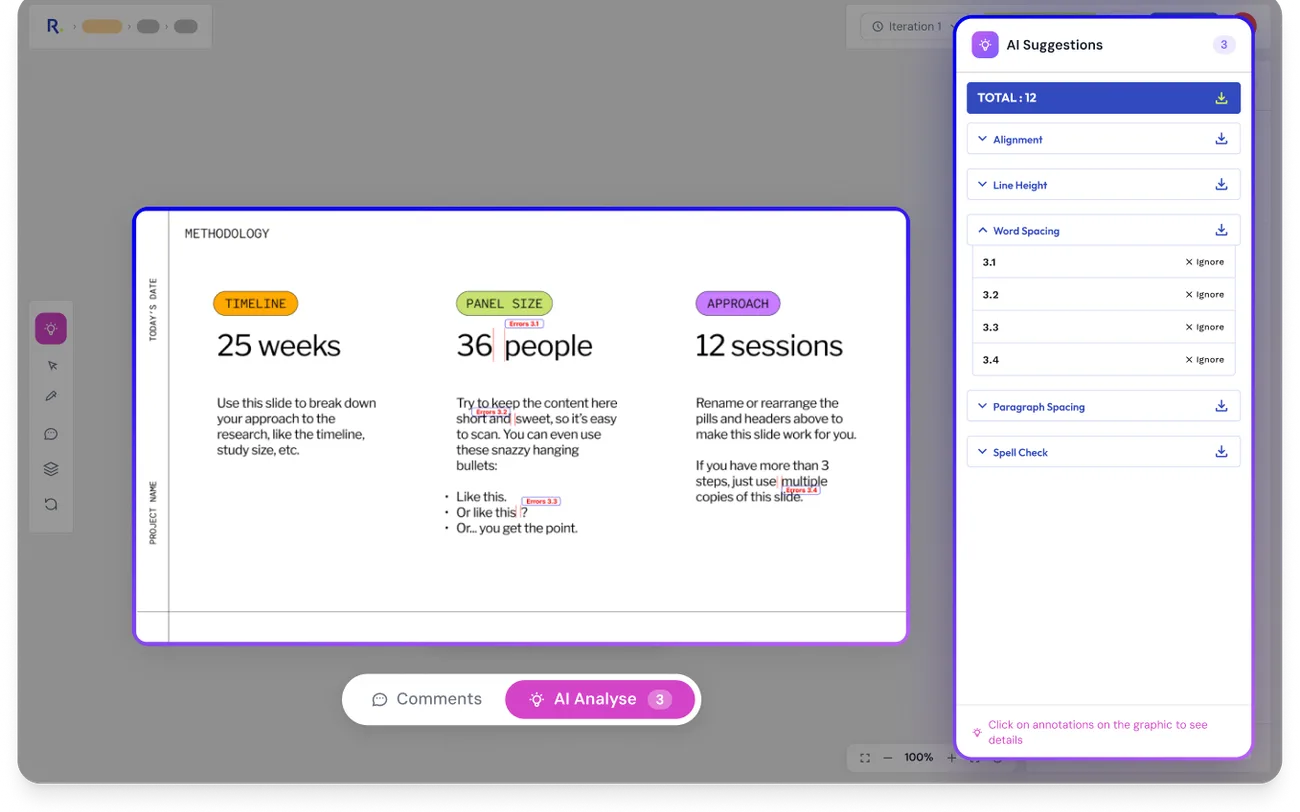 R.
Iteration 1
METHODOLOGY
TODAY'S DATE
PROJECT NAME
TIMELINE
25 weeks
Use this slide to break down
your approach to the
research, like the timeline,
study size, etc.
PANEL SIZE
Errors 3.1
36 people
Try to keep the content here
Errors 3.2
short and sweet, so it's easy
to scan. You can even use
these snazzy hanging
bullets:
• Like this.
Errors 3.3
• Or like this ?
• Or... you get the point.
APPROACH
12 sessions
Rename or rearrange the
pills and headers above to
make this slide work for you.
If you have more than 3
steps, just use multiple
Errors 3.4
copies of this slide.
Comments
AI Analyse 3
100%
AI Suggestions 3
TOTAL : 12
Alignment
Line Height
Word Spacing
3.1 × Ignore
3.2 × Ignore
3.3 × Ignore
3.4 × Ignore
Paragraph Spacing
Spell Check
Click on annotations on the graphic to see
details